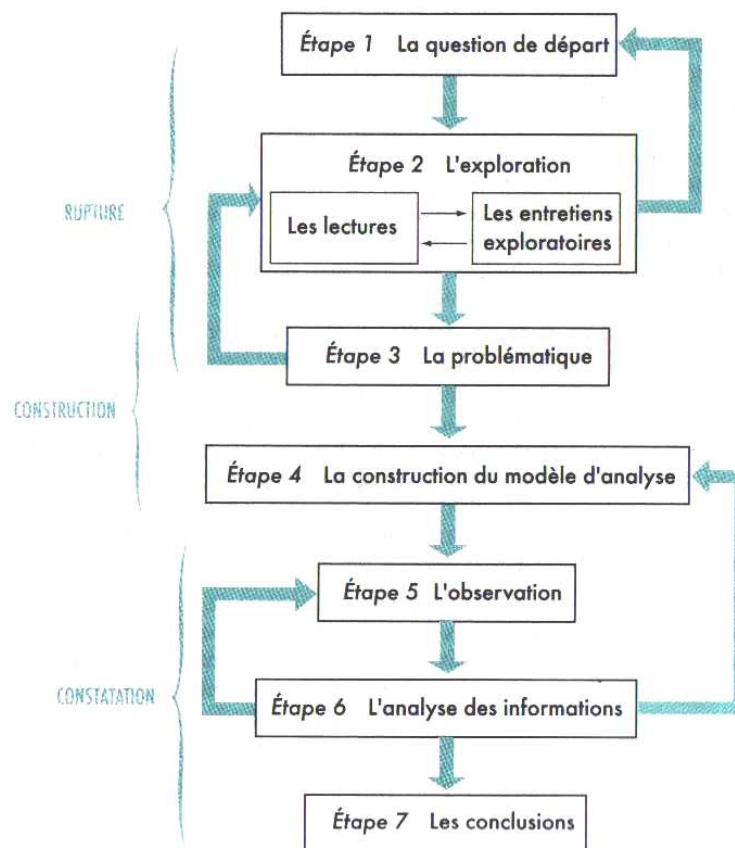 Étape 1 La question de départ
Étape 2 L'exploration
RUPTURE
Les lectures
Les entretiens
exploratoires
Étape 3 La problématique
CONSTRUCTION
Étape 4 La construction du modèle d'analyse
Étape 5 L'observation
CONSTATATION
Étape 6 L'analyse des informations
Étape 7 Les conclusions